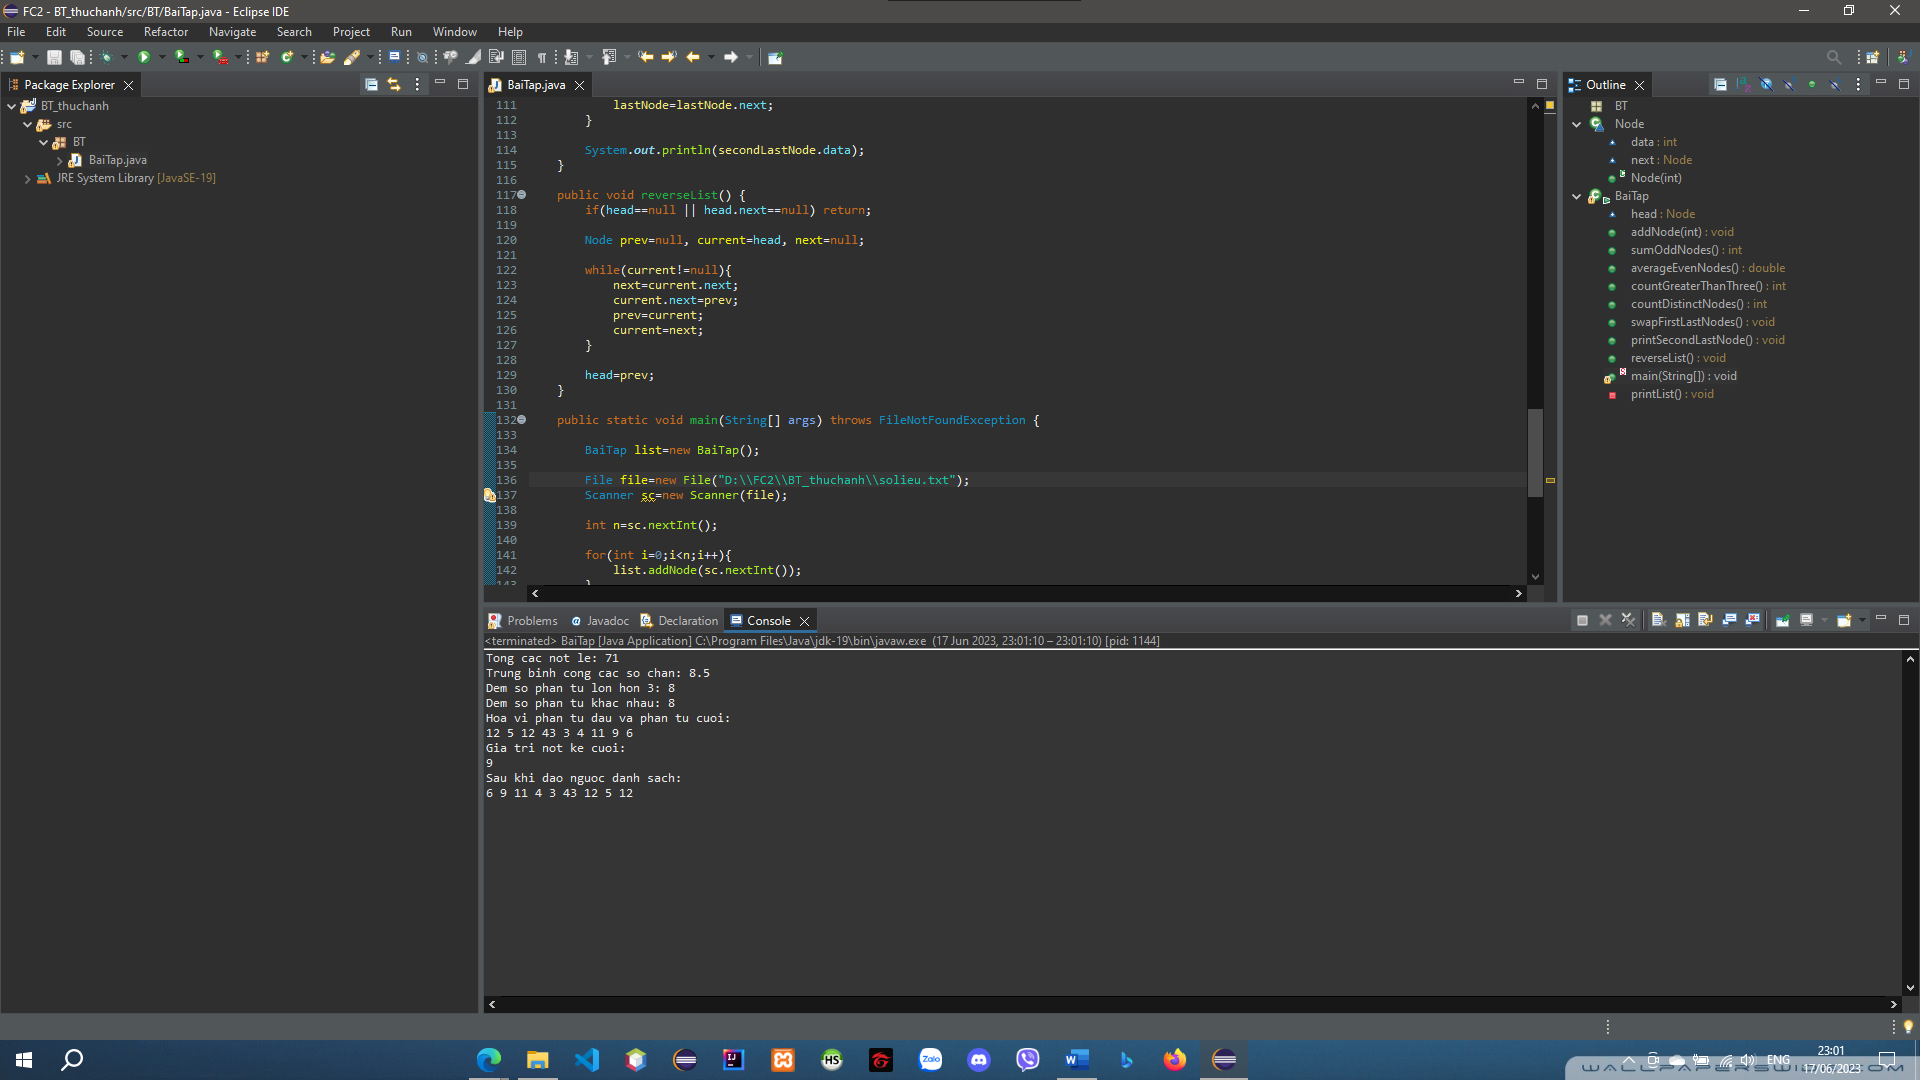 FC2 - BT_thuchanh/src/BT/BaiTap.java - Eclipse IDE
File Edit Source Refactor Navigate Search Project Run Window Help
Package Explorer
BT_thuchanh
src
BT
BaiTap.java
JRE System Library [JavaSE-19]
BaiTap.java
111 lastNode=lastNode.next;
112 }
113
114 System.out.println(secondLastNode.data);
115 }
116
117 public void reverseList() {
118 if(head==null || head.next==null) return;
119
120 Node prev=null, current=head, next=null;
121
122 while(current!=null){
123 next=current.next;
124 current.next=prev;
125 prev=current;
126 current=next;
127 }
128
129 head=prev;
130 }
131
132 public static void main(String[] args) throws FileNotFoundException {
133
134 BaiTap list=new BaiTap();
135
136 File file=new File("D:\\FC2\\BT_thuchanh\\solieu.txt");
137 Scanner sc=new Scanner(file);
138
139 int n=sc.nextInt();
140
141 for(int i=0;i<n;i++){
142 list.addNode(sc.nextInt());
143 }
Outline
BT
Node
data : int
next : Node
Node(int)
BaiTap
head : Node
addNode(int) : void
sumOddNodes() : int
averageEvenNodes() : double
countGreaterThanThree() : int
countDistinctNodes() : int
swapFirstLastNodes() : void
printSecondLastNode() : void
reverseList() : void
main(String[]) : void
printList() : void
Problems Javadoc Declaration Console
<terminated> BaiTap [Java Application] C:\Program Files\Java\jdk-19\bin\javaw.exe (17 Jun 2023, 23:01:10 – 23:01:10) [pid: 1144]
Tong cac not le: 71
Trung binh cong cac so chan: 8.5
Dem so phan tu lon hon 3: 8
Dem so phan tu khac nhau: 8
Hoa vi phan tu dau va phan tu cuoi:
12 5 12 43 3 4 11 9 6
Gia tri not ke cuoi:
9
Sau khi dao nguoc danh sach:
6 9 11 4 3 43 12 5 12
HS
Zalo
ENG
23:01
17/06/2023